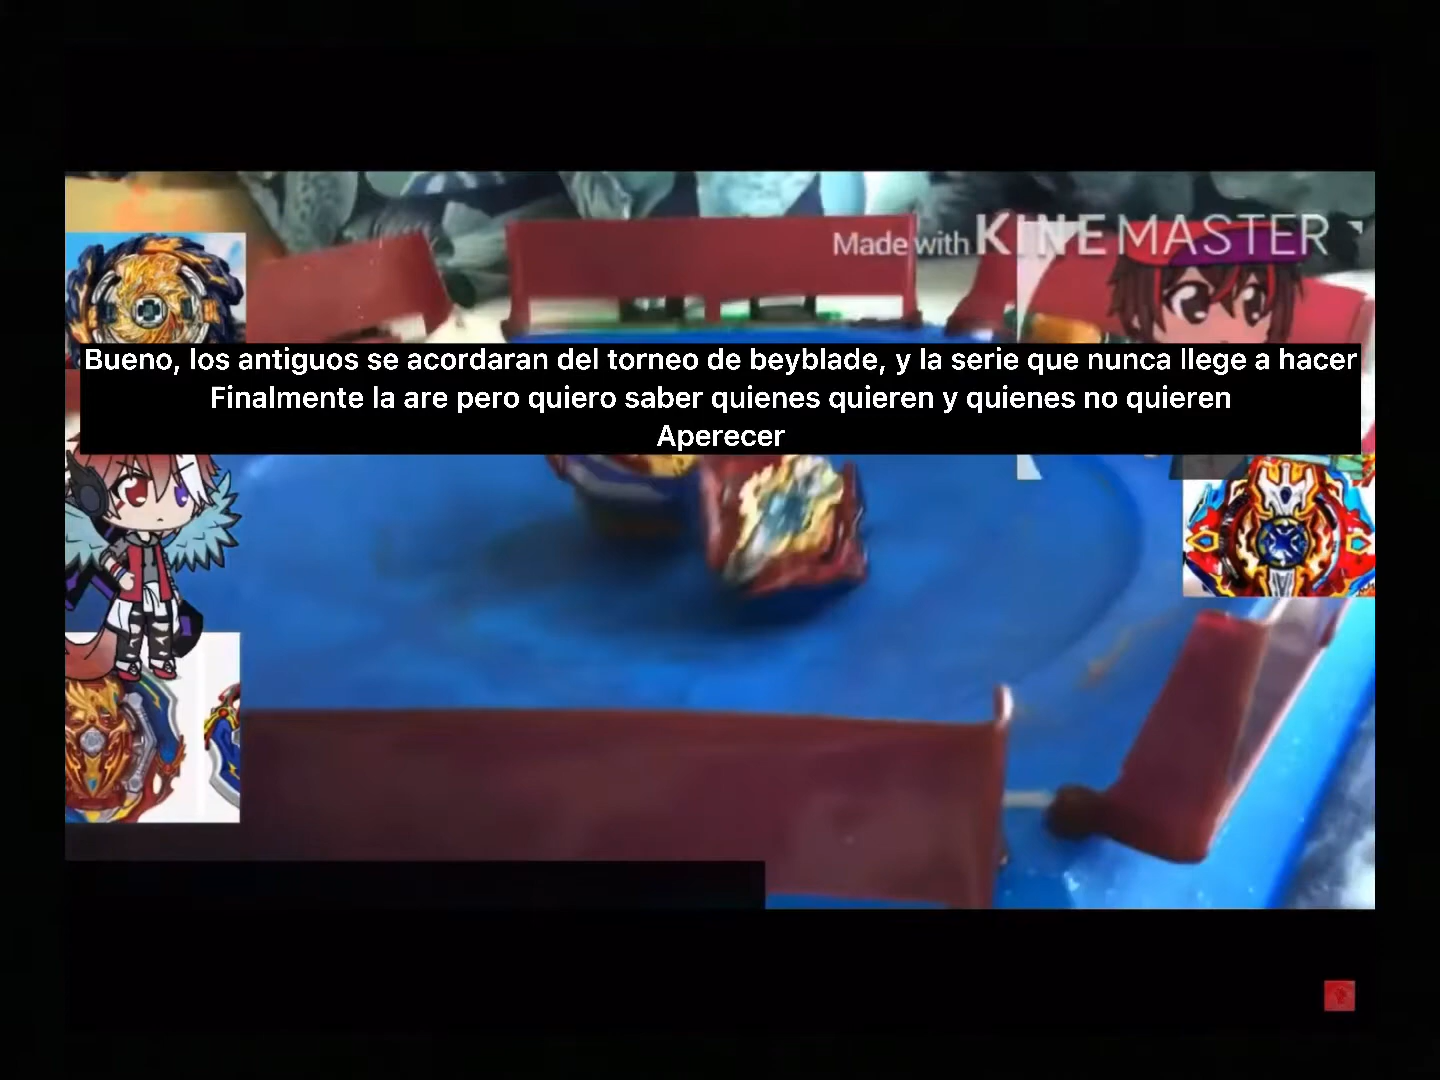 Made with KINEMASTER
Bueno, los antiguos se acordaran del torneo de beyblade, y la serie que nunca llege a hacer
Finalmente la are pero quiero saber quienes quieren y quienes no quieren
Aperecer